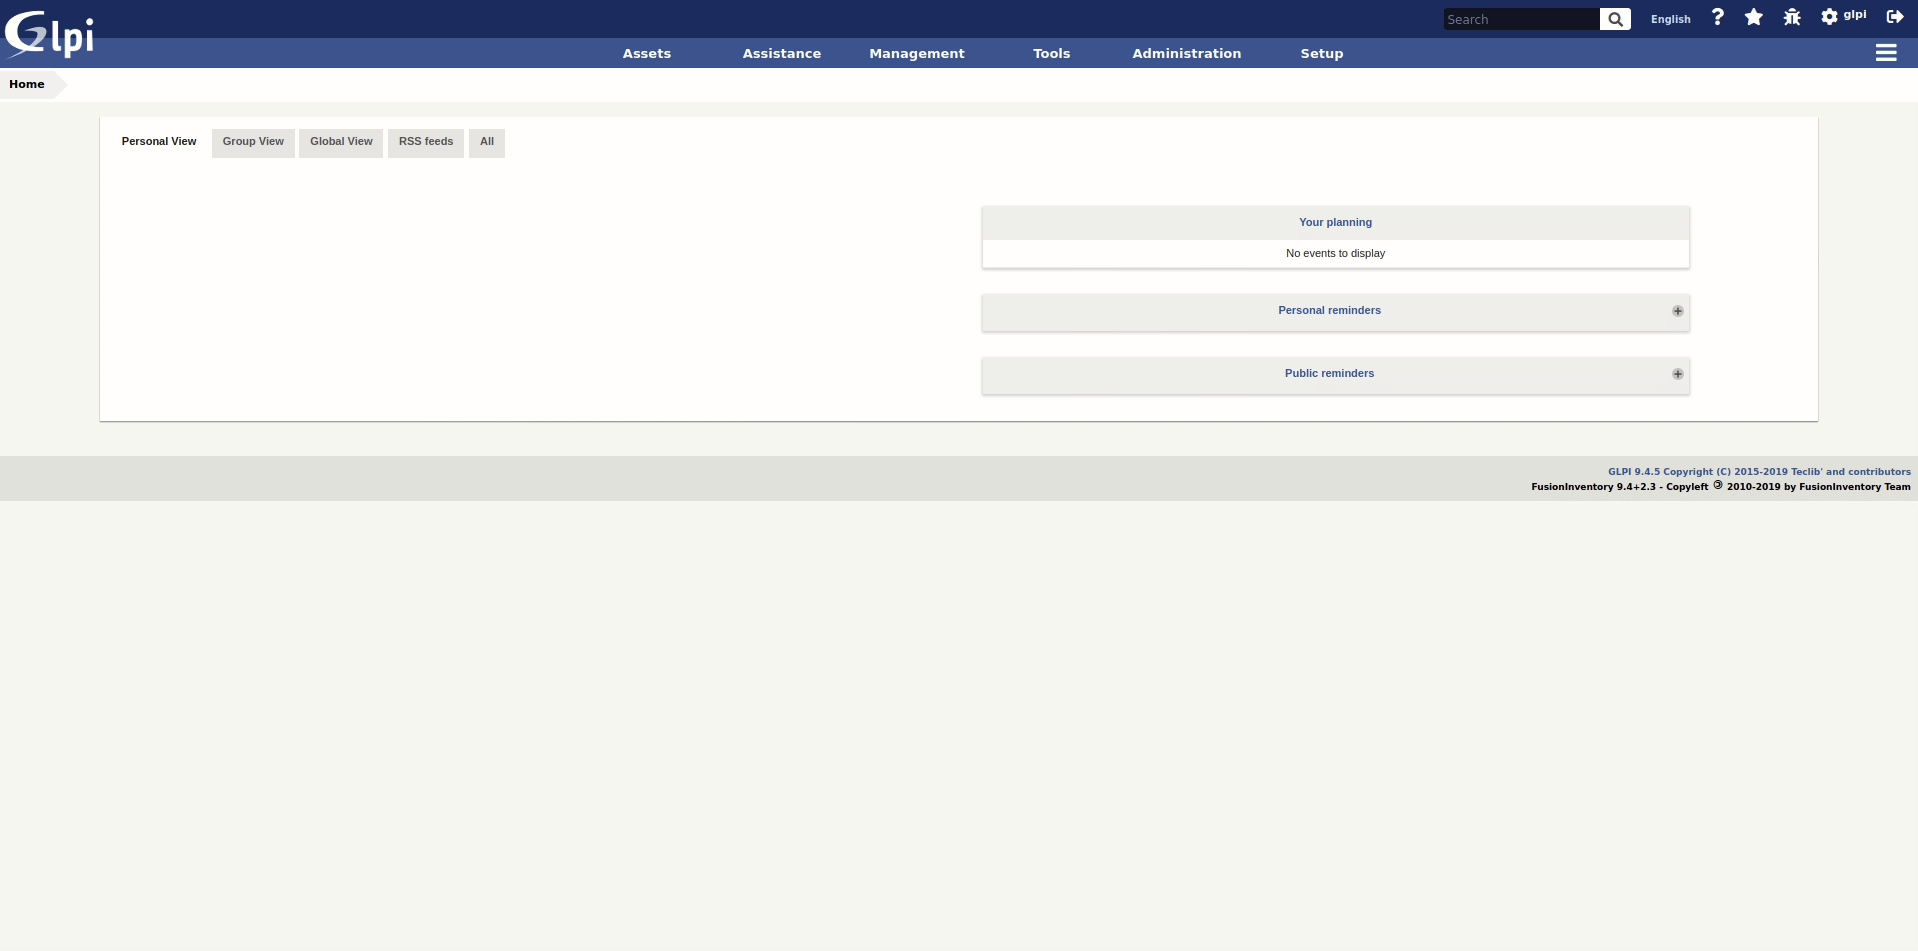 Glpi
Search
English
glpi
Assets
Assistance
Management
Tools
Administration
Setup
Home
Personal View
Group View
Global View
RSS feeds
All
Your planning
No events to display
Personal reminders
Public reminders
GLPI 9.4.5 Copyright (C) 2015-2019 Teclib' and contributors
FusionInventory 9.4+2.3 - Copyleft 🄯 2010-2019 by FusionInventory Team